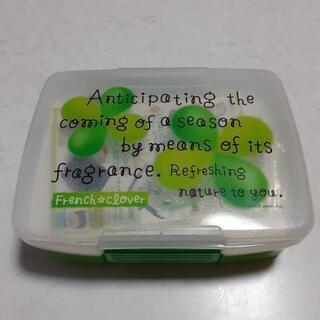 Anticipating the
coming of a season
by means of its
fragrance. Refreshing
nature to you.
French☆clover